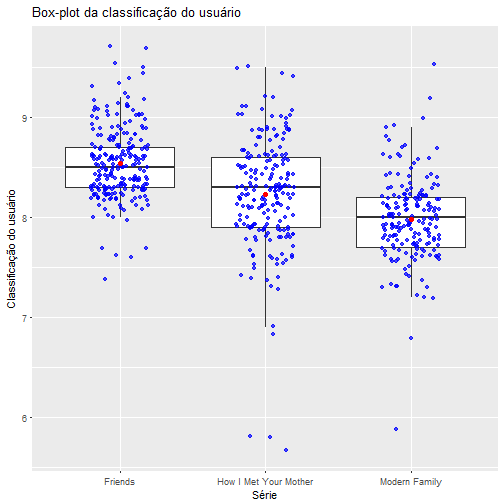 Box-plot da classificação do usuário
Classificação do usuário
9
8
7
6
Friends
How I Met Your Mother
Modern Family
Série